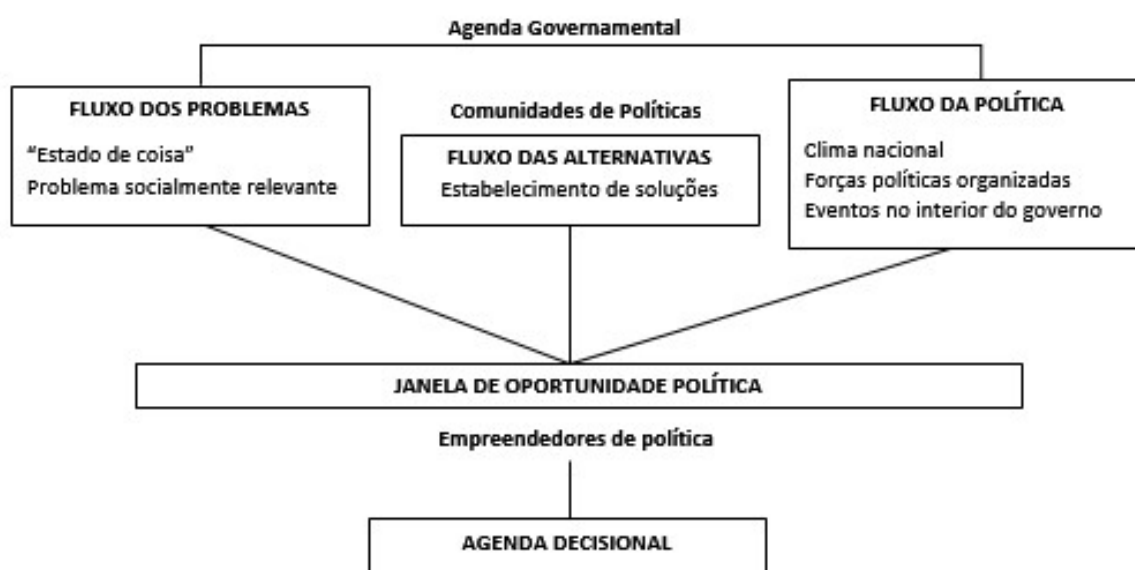 Agenda Governamental
FLUXO DOS PROBLEMAS
“Estado de coisa”
Problema socialmente relevante
Comunidades de Políticas
FLUXO DAS ALTERNATIVAS
Estabelecimento de soluções
FLUXO DA POLÍTICA
Clima nacional
Forças políticas organizadas
Eventos no interior do governo
JANELA DE OPORTUNIDADE POLÍTICA
Empreendedores de política
AGENDA DECISIONAL